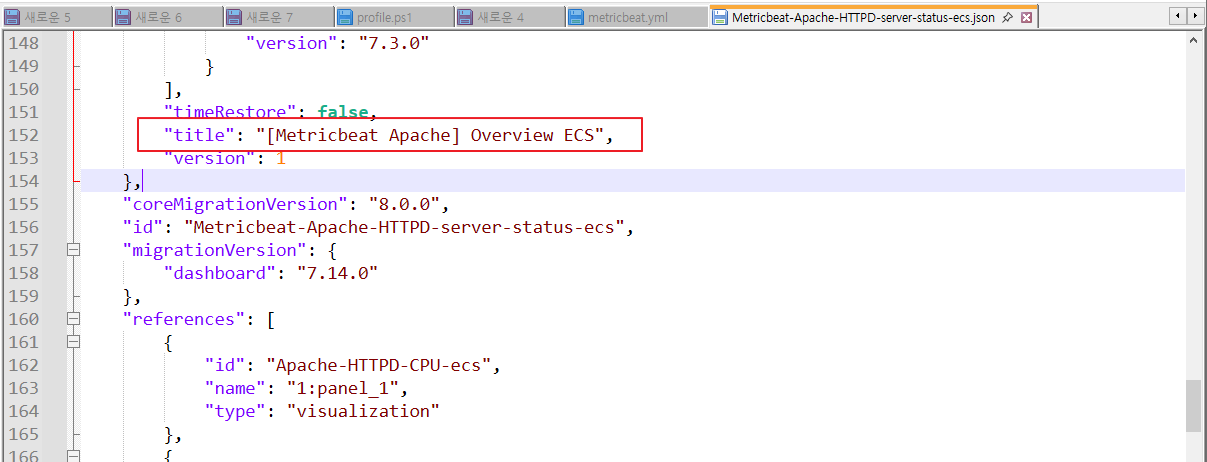 새로운 5 새로운 6 새로운 7 profile.ps1 새로운 4 metricbeat.yml Metricbeat-Apache-HTTPD-server-status-ecs.json
148 "version": "7.3.0"
149 }
150 ],
151 "timeRestore": false,
152 "title": "[Metricbeat Apache] Overview ECS",
153 "version": 1
154 },
155 "coreMigrationVersion": "8.0.0",
156 "id": "Metricbeat-Apache-HTTPD-server-status-ecs",
157 "migrationVersion": {
158 "dashboard": "7.14.0"
159 },
160 "references": [
161 {
162 "id": "Apache-HTTPD-CPU-ecs",
163 "name": "1:panel_1",
164 "type": "visualization"
165 },
166 {